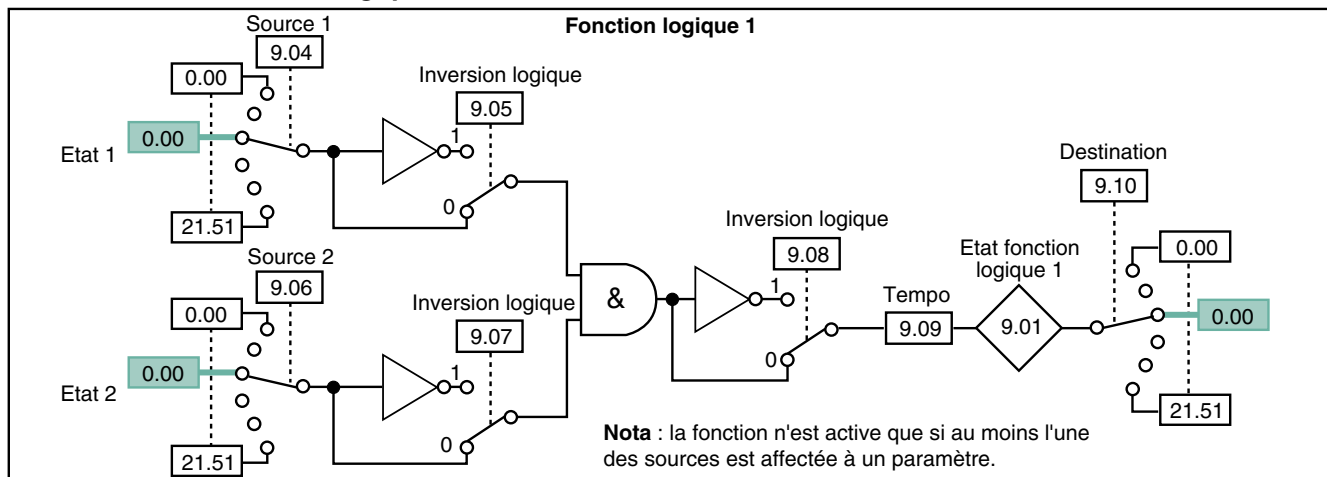 Fonction logique 1
Source 1
9.04
0.00
Inversion logique
9.05
Etat 1
0.00
1
0
21.51
Source 2
9.06
0.00
Inversion logique
9.07
Etat 2
0.00
1
0
21.51
&
Inversion logique
9.08
1
0
Tempo
9.09
Etat fonction
logique 1
9.01
Destination
9.10
0.00
0.00
21.51
Nota : la fonction n'est active que si au moins l'une
des sources est affectée à un paramètre.